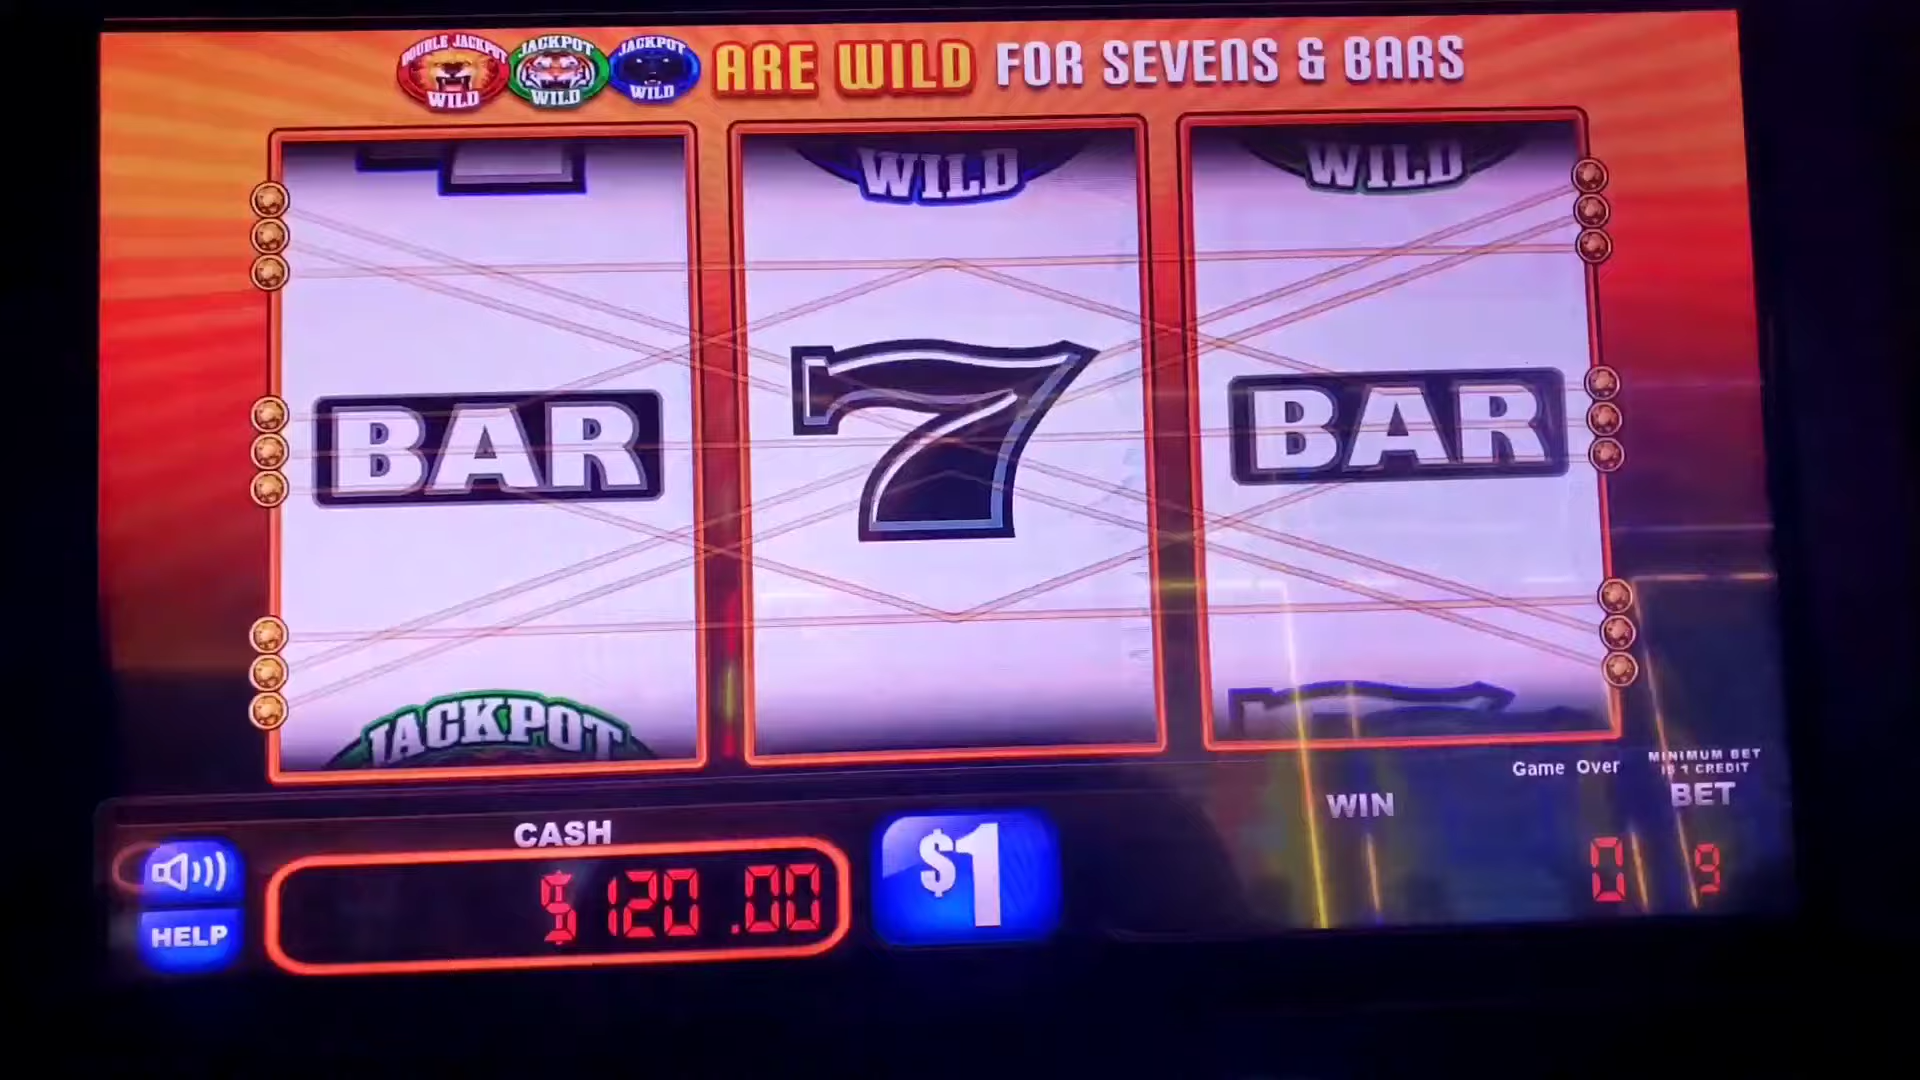 DOUBLE JACKPOT WILD
JACKPOT WILD
JACKPOT WILD
ARE WILD FOR SEVENS & BARS
WILD
WILD
BAR
7
BAR
JACKPOT
Game Over
MINIMUM BET
IS 1 CREDIT
CASH
$1
WIN
BET
$120.00
0
9
HELP